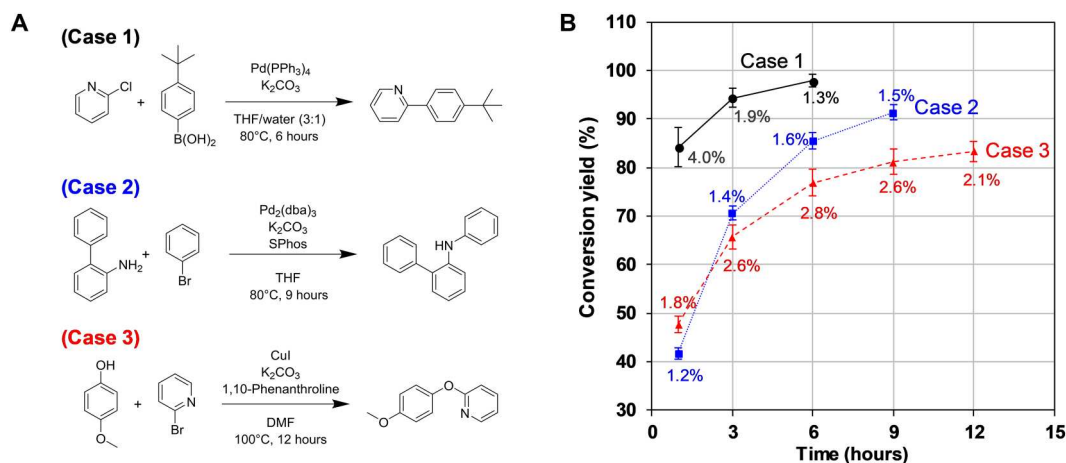 A
(Case 1)
N
Cl
+
B(OH)2
Pd(PPh3)4
K2CO3
THF/water (3:1)
80°C, 6 hours
N
(Case 2)
NH2
+
Br
Pd2(dba)3
K2CO3
SPhos
THF
80°C, 9 hours
HN
(Case 3)
OH
O
+
N
Br
CuI
K2CO3
1,10-Phenanthroline
DMF
100°C, 12 hours
O
O
N
B
Conversion yield (%)
100
90
80
70
60
50
40
30
0
3
6
9
12
15
Time (hours)
Case 1
4.0%
1.9%
1.3%
Case 2
1.2%
1.4%
1.6%
1.5%
Case 3
1.8%
2.6%
2.8%
2.6%
2.1%